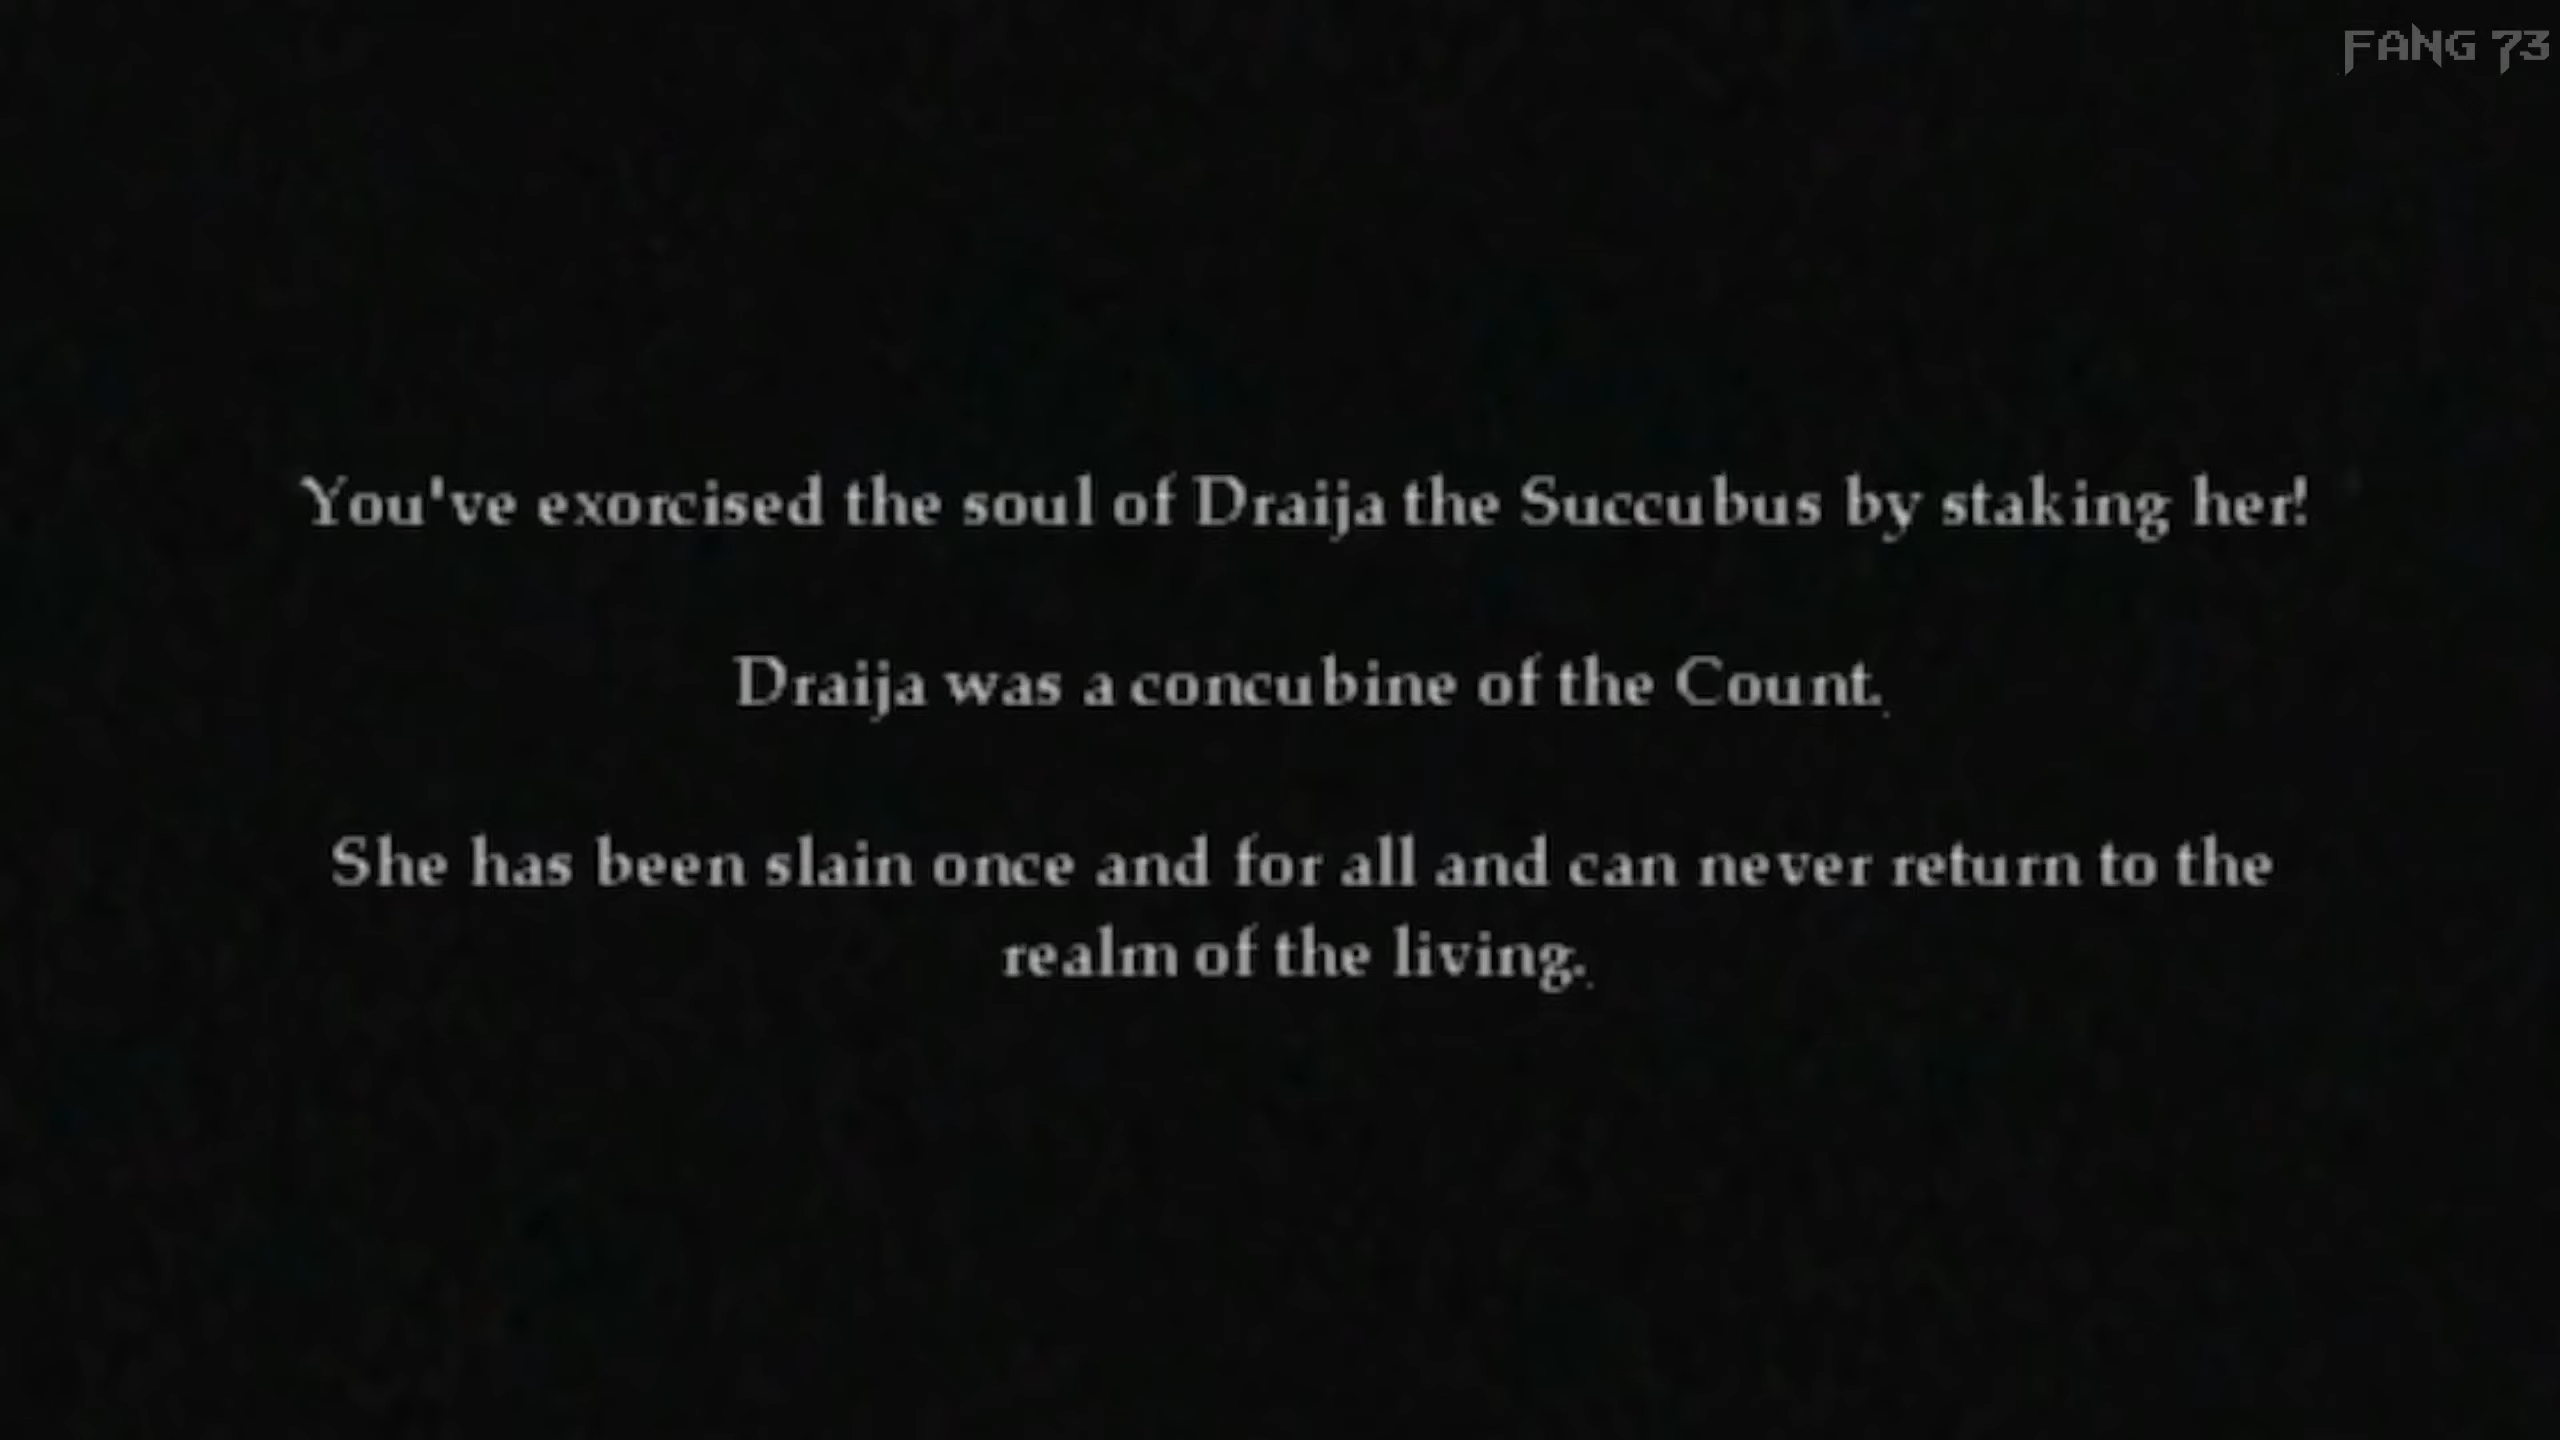 FANG 73
You've exorcised the soul of Draija the Succubus by staking her!
Draija was a concubine of the Count.
She has been slain once and for all and can never return to the
realm of the living.